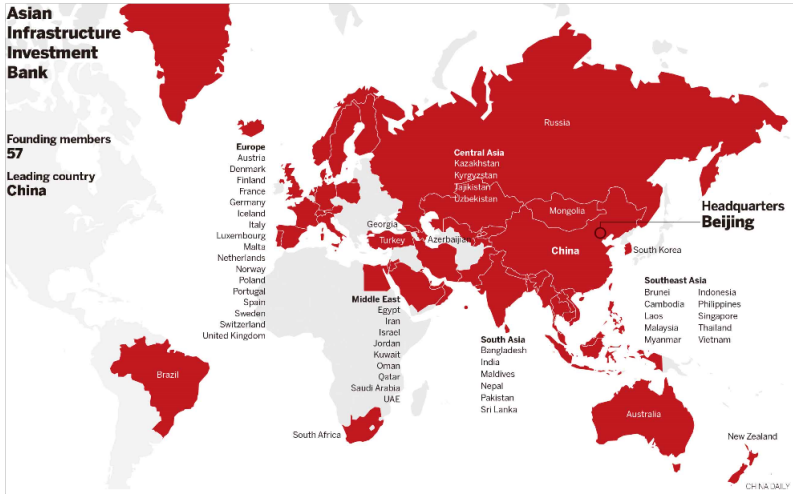 Asian
Infrastructure
Investment
Bank
Founding members
57
Leading country
China
Europe
Austria
Denmark
Finland
France
Germany
Iceland
Italy
Luxembourg
Malta
Netherlands
Norway
Poland
Portugal
Spain
Sweden
Switzerland
United Kingdom
Russia
Central Asia
Kazakhstan
Kyrgyzstan
Tajikistan
Uzbekistan
Mongolia
Georgia
Turkey
Azerbaijan
China
Headquarters
Beijing
South Korea
Middle East
Egypt
Iran
Israel
Jordan
Kuwait
Oman
Qatar
Saudi Arabia
UAE
South Asia
Bangladesh
India
Maldives
Nepal
Pakistan
Sri Lanka
Southeast Asia
Brunei Indonesia
Cambodia Philippines
Laos Singapore
Malaysia Thailand
Myanmar Vietnam
Brazil
South Africa
Australia
New Zealand
CHINA DAILY